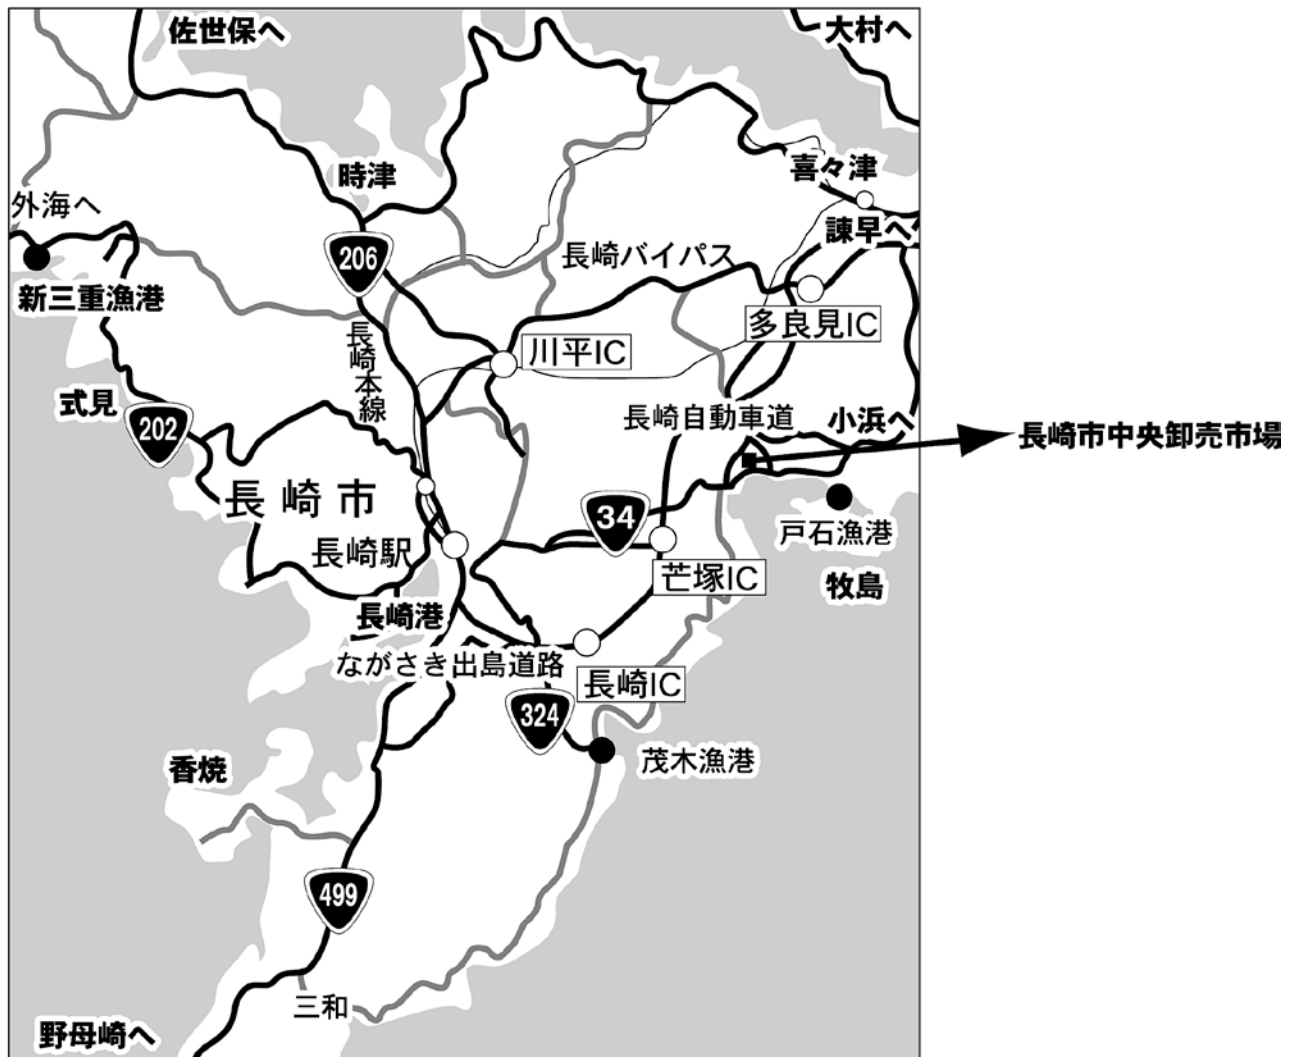 佐世保へ
大村へ
時津
喜々津
外海へ
諫早へ
206
長崎バイパス
新三重漁港
多良見IC
長崎本線
川平IC
式見
202
長崎自動車道
小浜へ
長崎市中央卸売市場
長崎市
34
戸石漁港
長崎駅
芒塚IC
牧島
長崎港
ながさき出島道路
長崎IC
324
香焼
茂木漁港
499
三和
野母崎へ